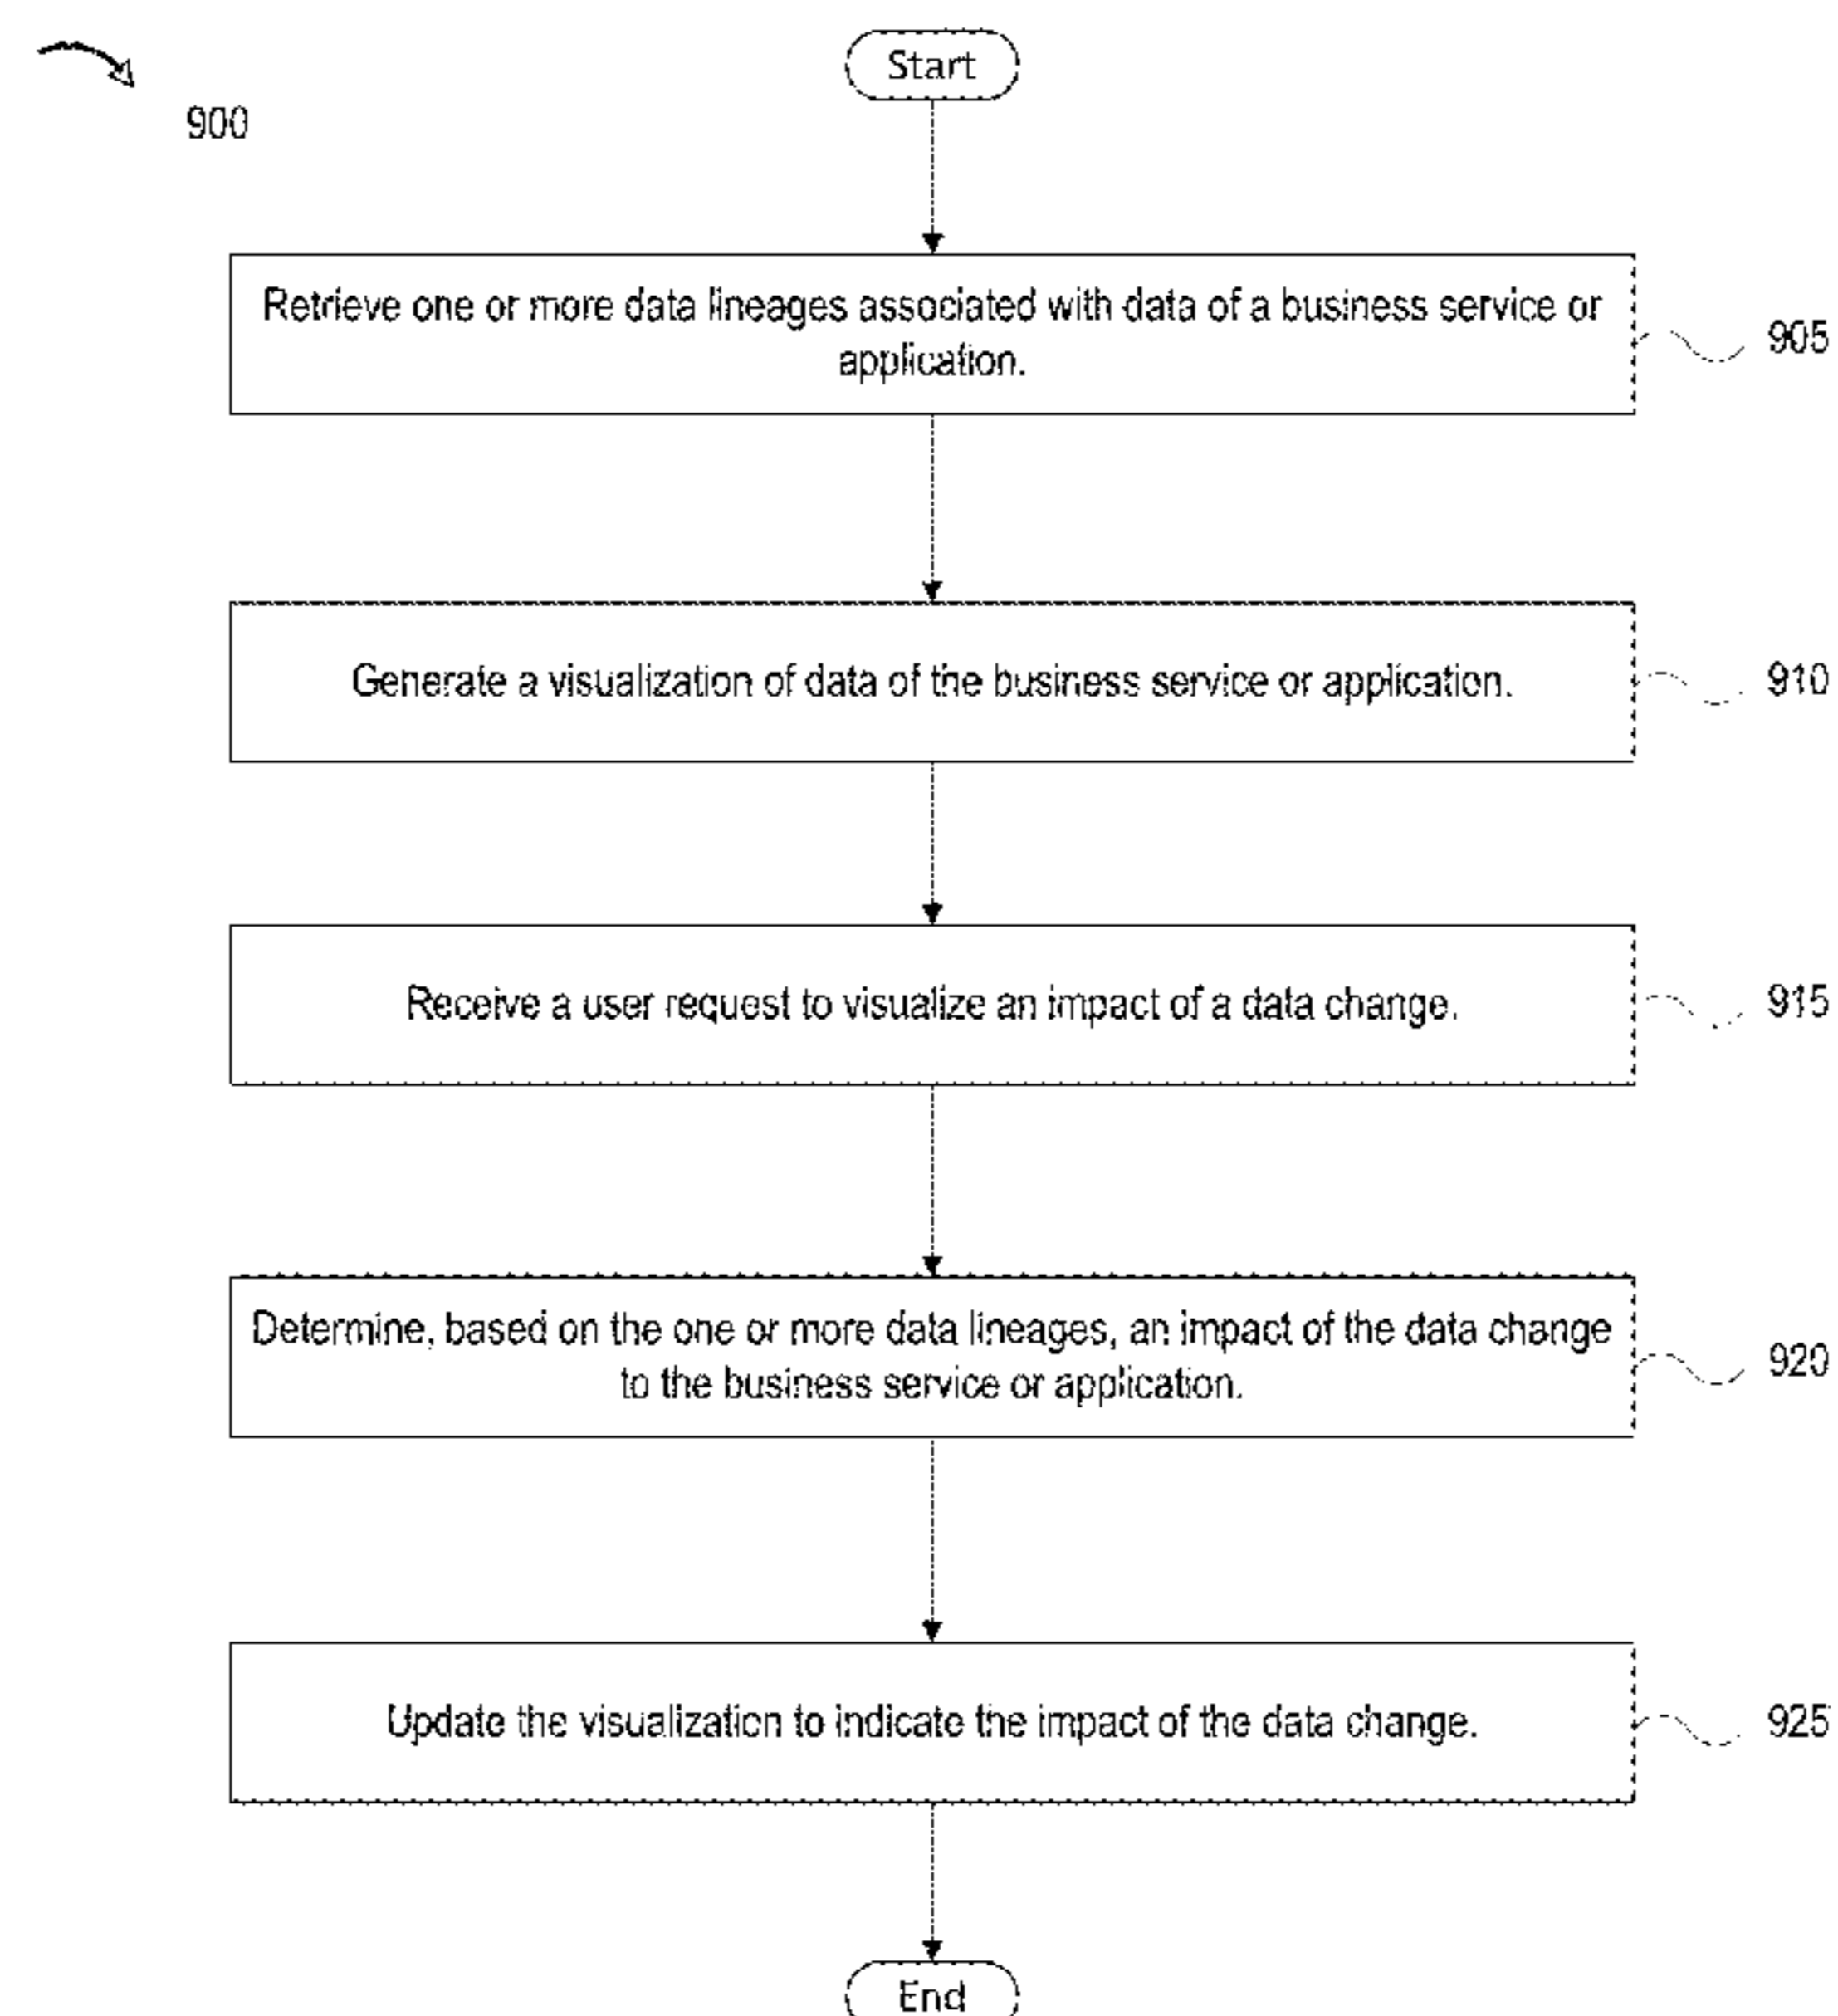 Start
900
Retrieve one or more data lineages associated with data of a business service or
application.
905
Generate a visualization of data of the business service or application.
910
Receive a user request to visualize an impact of a data change.
915
Determine, based on the one or more data lineages, an impact of the data change
to the business service or application.
920
Update the visualization to indicate the impact of the data change.
925
End